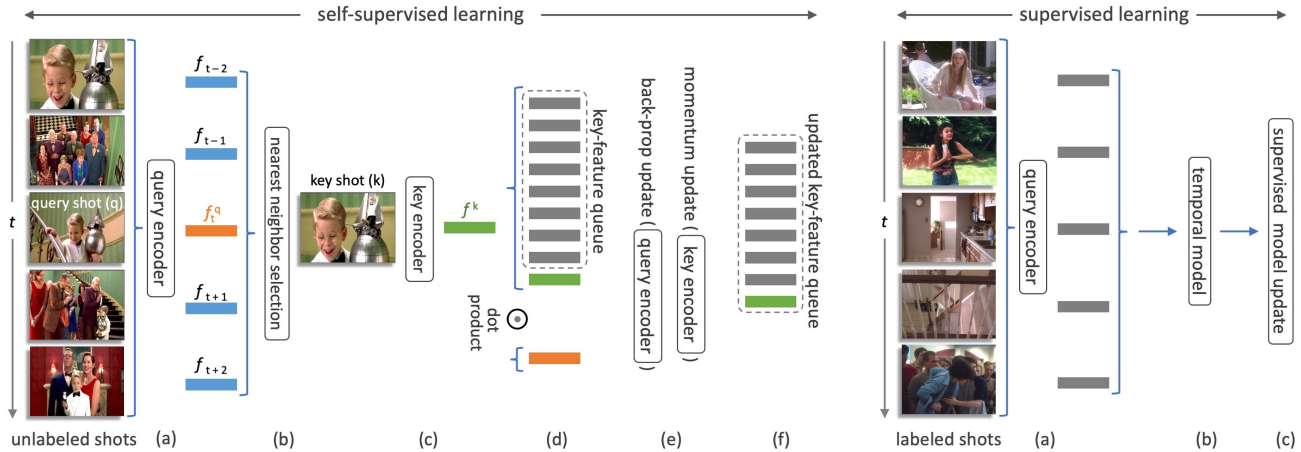 self-supervised learning
supervised learning
t
query shot (q)
unlabeled shots
query encoder
(a)
f t−2
f t−1
f t q
f t+1
f t+2
nearest neighbor selection
(b)
key shot (k)
key encoder
(c)
f k
key-feature queue
dot
product
(d)
back-prop update ( query encoder )
momentum update ( key encoder )
(e)
updated key-feature queue
(f)
t
labeled shots
query encoder
(a)
temporal model
(b)
supervised model update
(c)